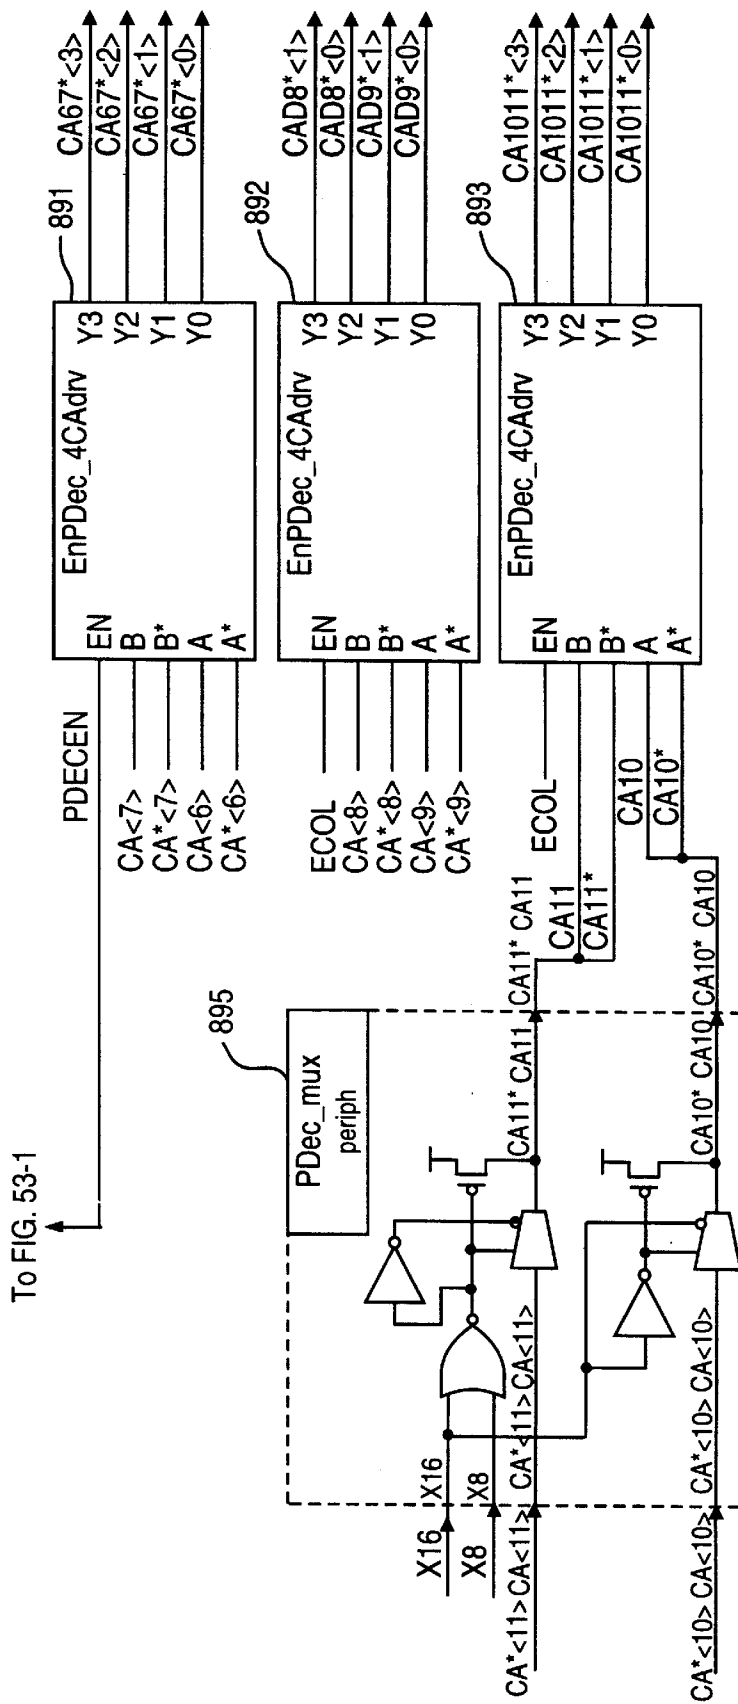 To FIG. 53-1
PDECEN
CA<7>
CA*<7>
CA<6>
CA*<6>
EN
B
B*
A
A*
EnPDec_4CAdrv
Y3
Y2
Y1
Y0
891
CA67*<3>
CA67*<2>
CA67*<1>
CA67*<0>
ECOL
CA<8>
CA*<8>
CA<9>
CA*<9>
EN
B
B*
A
A*
EnPDec_4CAdrv
Y3
Y2
Y1
Y0
892
CAD8*<1>
CAD8*<0>
CAD9*<1>
CAD9*<0>
ECOL
CA11
CA11*
CA10
CA10*
EN
B
B*
A
A*
EnPDec_4CAdrv
Y3
Y2
Y1
Y0
893
CA1011*<3>
CA1011*<2>
CA1011*<1>
CA1011*<0>
895
PDec_mux
periph
X16
X16
X8
X8
CA*<11> CA<11>
CA*<11> CA<11>
CA11* CA11
CA11* CA11
CA*<10> CA<10>
CA*<10> CA<10>
CA10* CA10
CA10* CA10